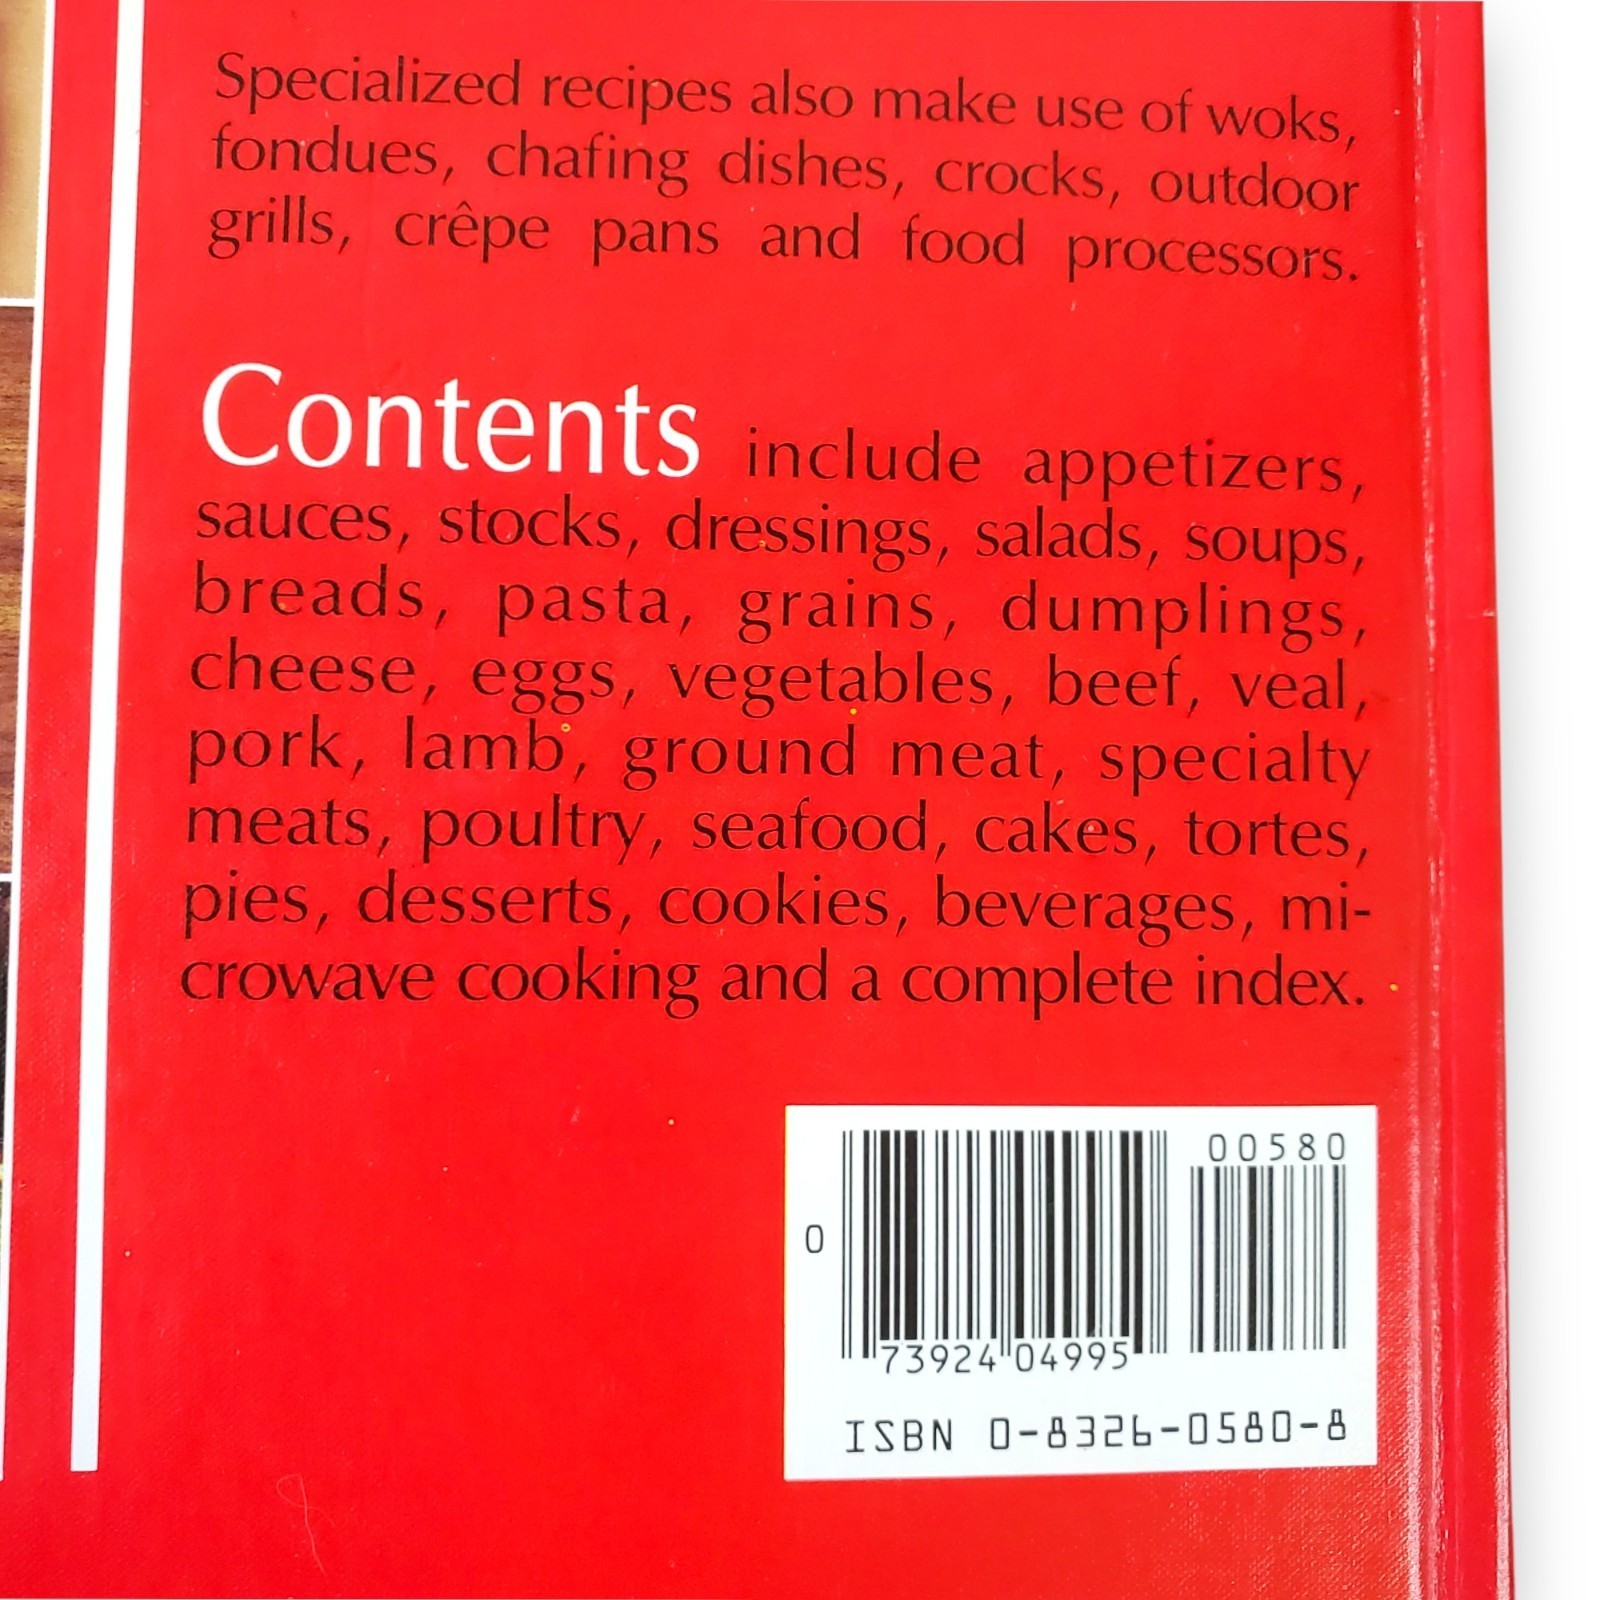 Specialized recipes also make use of woks,
fondues, chafing dishes, crocks, outdoor
grills, crêpe pans and food processors.
Contents include appetizers,
sauces, stocks, dressings, salads, soups,
breads, pasta, grains, dumplings,
cheese, eggs, vegetables, beef, veal,
pork, lamb, ground meat, specialty
meats, poultry, seafood, cakes, tortes,
pies, desserts, cookies, beverages, mi-
crowave cooking and a complete index.
00580
0
73924 04995
ISBN 0-8326-0580-8